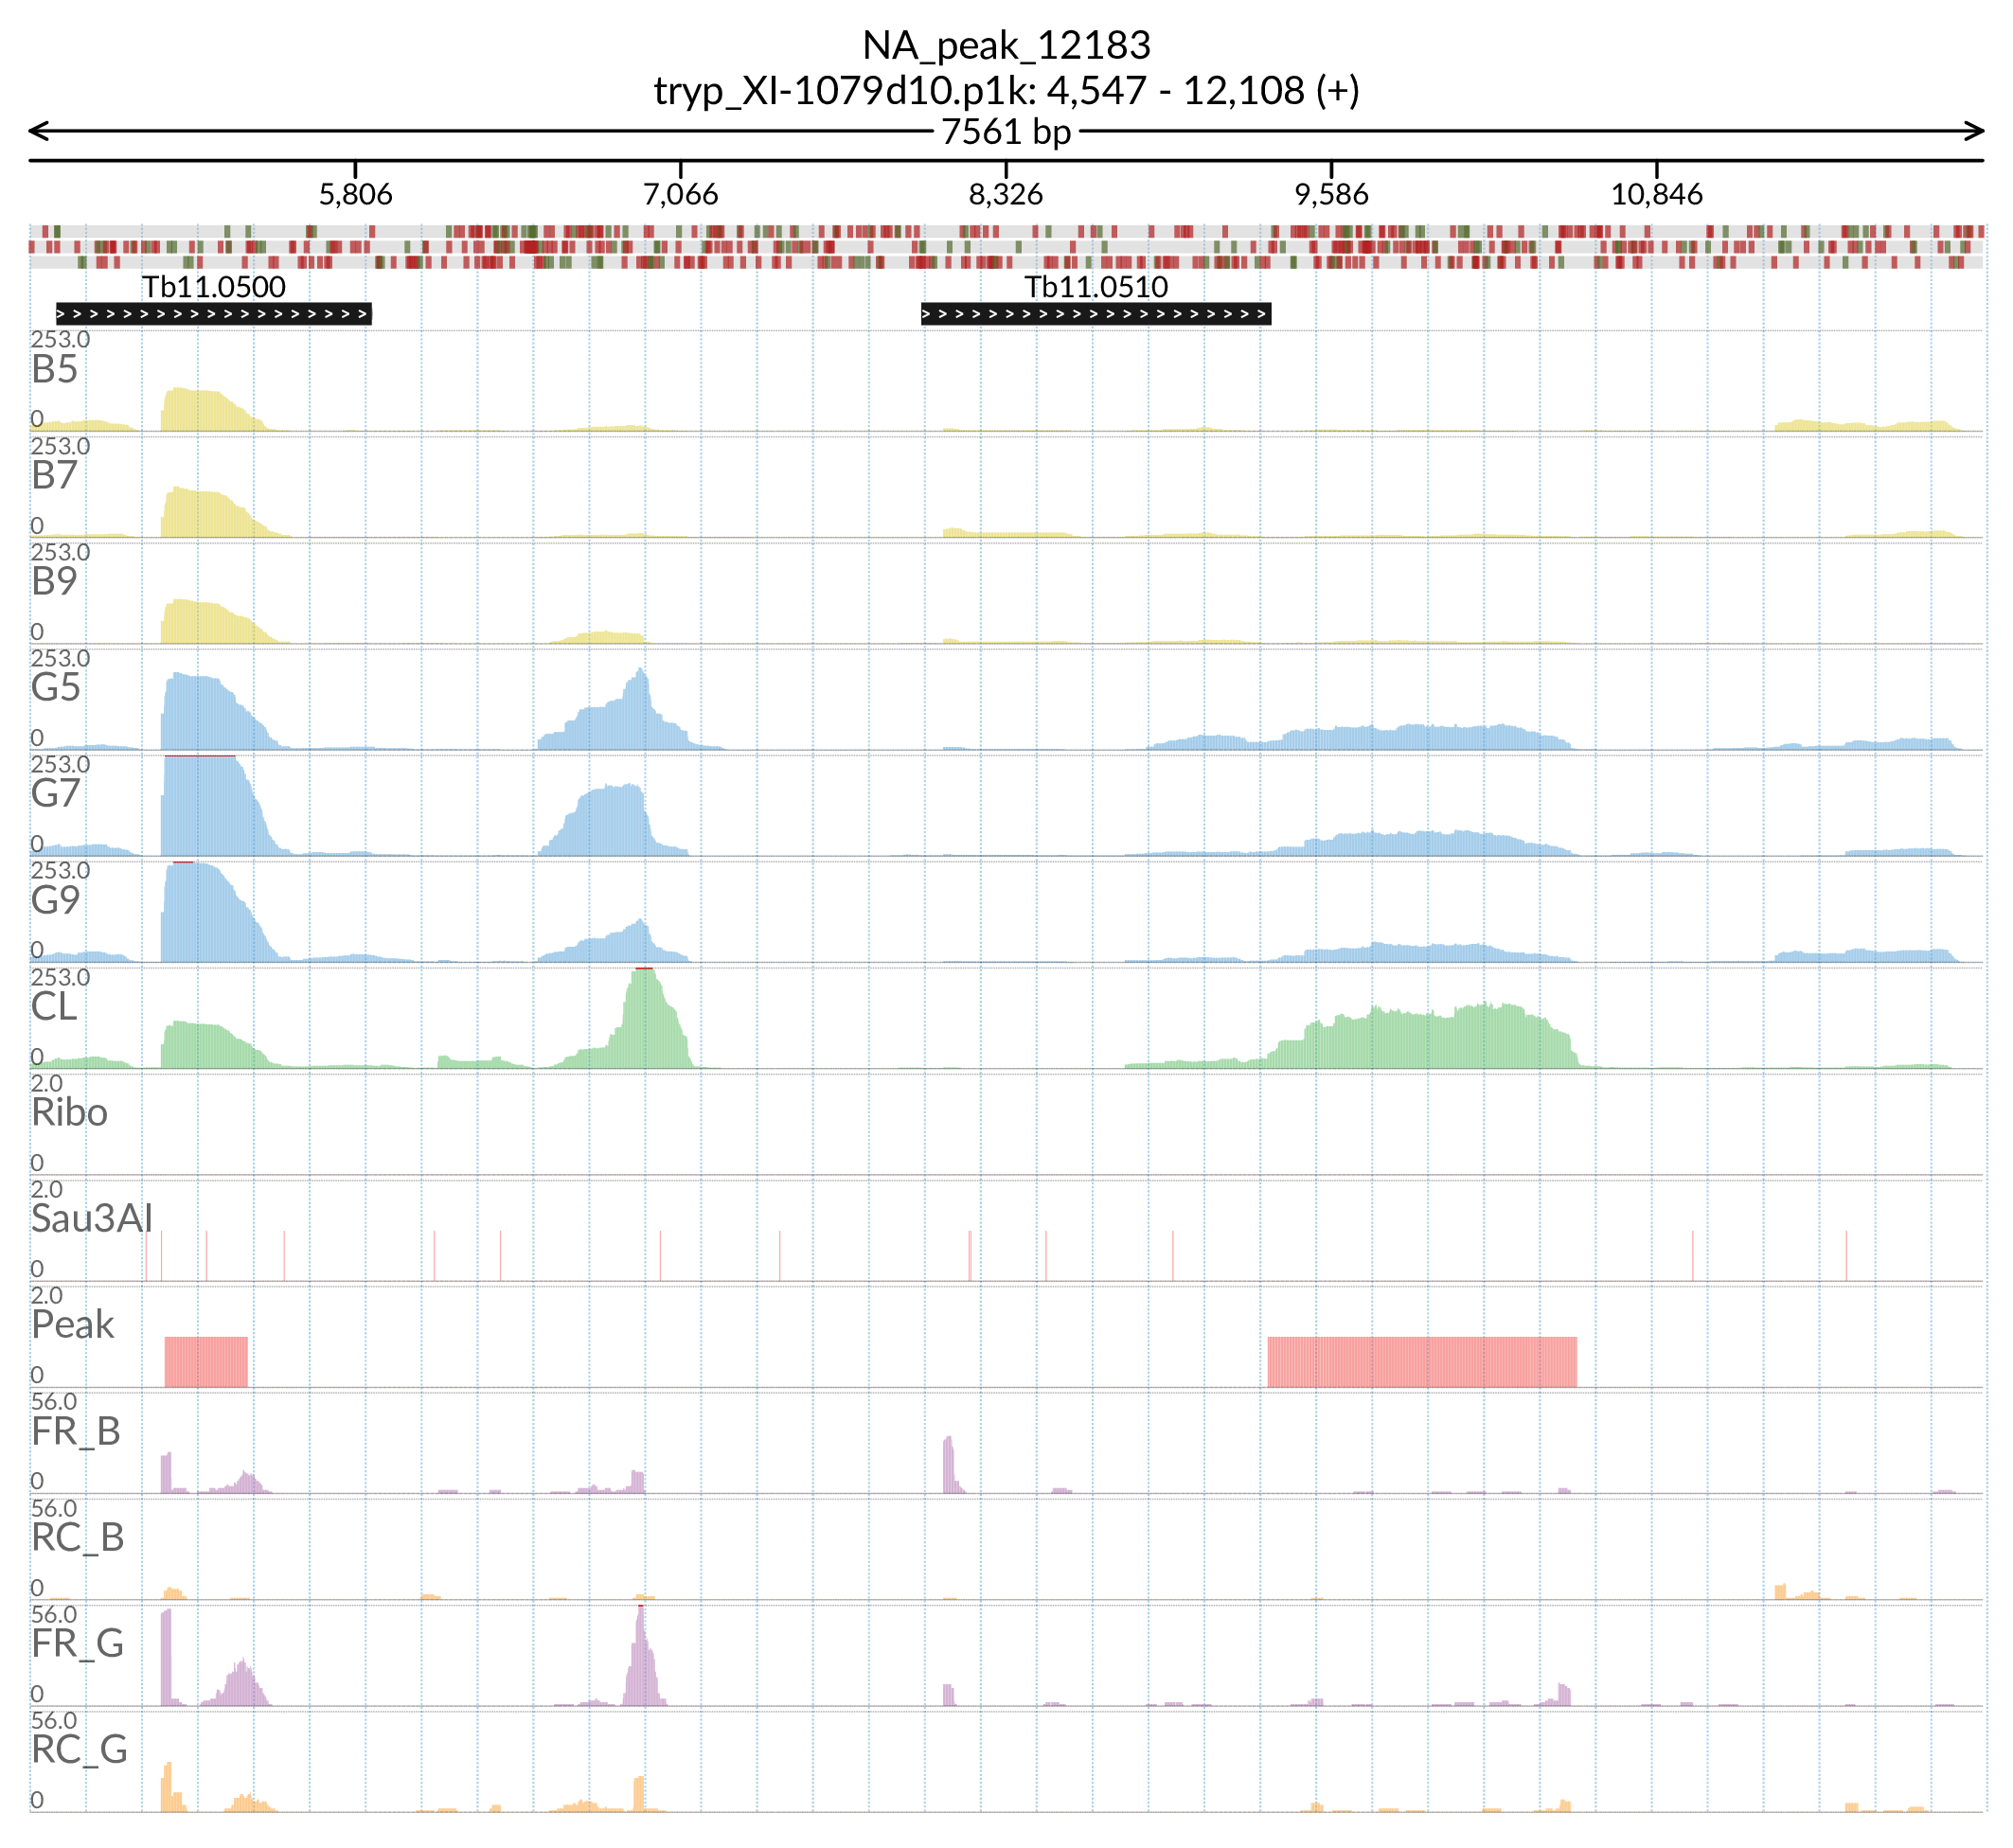 NA_peak_12183
tryp_XI-1079d10.p1k: 4,547 - 12,108 (+)
7561 bp
5,806 7,066 8,326 9,586 10,846
Tb11.0500 Tb11.0510
253.0
B5
0
253.0
B7
0
253.0
B9
0
253.0
G5
0
253.0
G7
0
253.0
G9
0
253.0
CL
0
2.0
Ribo
0
2.0
Sau3AI
0
2.0
Peak
0
56.0
FR_B
0
56.0
RC_B
0
56.0
FR_G
0
56.0
RC_G
0